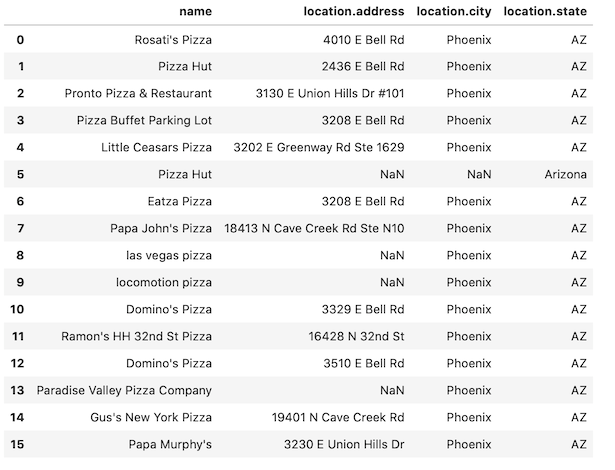 name location.address location.city location.state
0 Rosati's Pizza 4010 E Bell Rd Phoenix AZ
1 Pizza Hut 2436 E Bell Rd Phoenix AZ
2 Pronto Pizza & Restaurant 3130 E Union Hills Dr #101 Phoenix AZ
3 Pizza Buffet Parking Lot 3208 E Bell Rd Phoenix AZ
4 Little Ceasars Pizza 3202 E Greenway Rd Ste 1629 Phoenix AZ
5 Pizza Hut NaN NaN Arizona
6 Eatza Pizza 3208 E Bell Rd Phoenix AZ
7 Papa John's Pizza 18413 N Cave Creek Rd Ste N10 Phoenix AZ
8 las vegas pizza NaN Phoenix AZ
9 locomotion pizza NaN Phoenix AZ
10 Domino's Pizza 3329 E Bell Rd Phoenix AZ
11 Ramon's HH 32nd St Pizza 16428 N 32nd St Phoenix AZ
12 Domino's Pizza 3510 E Bell Rd Phoenix AZ
13 Paradise Valley Pizza Company NaN Phoenix AZ
14 Gus's New York Pizza 19401 N Cave Creek Rd Phoenix AZ
15 Papa Murphy's 3230 E Union Hills Dr Phoenix AZ